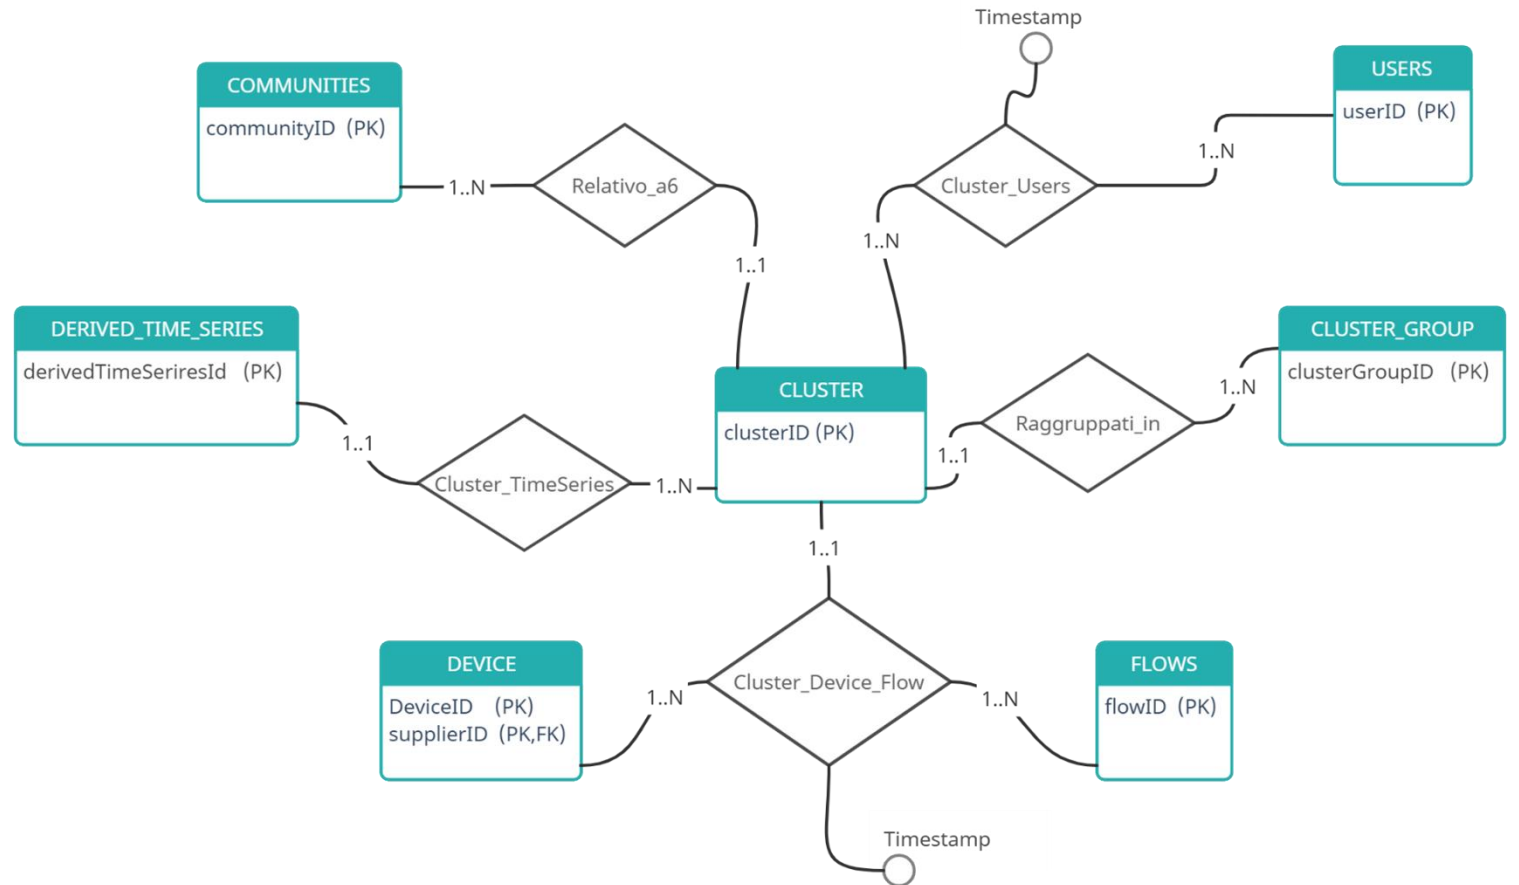 Timestamp
COMMUNITIES
communityID (PK)
1..N
Relativo_a6
1..1
Cluster_Users
1..N
1..N
USERS
userID (PK)
DERIVED_TIME_SERIES
derivedTimeSeriresId (PK)
1..1
Cluster_TimeSeries
1..N
CLUSTER
clusterID (PK)
1..1
Raggruppati_in
1..N
CLUSTER_GROUP
clusterGroupID (PK)
1..1
DEVICE
DeviceID (PK)
supplierID (PK,FK)
1..N
Cluster_Device_Flow
1..N
FLOWS
flowID (PK)
Timestamp